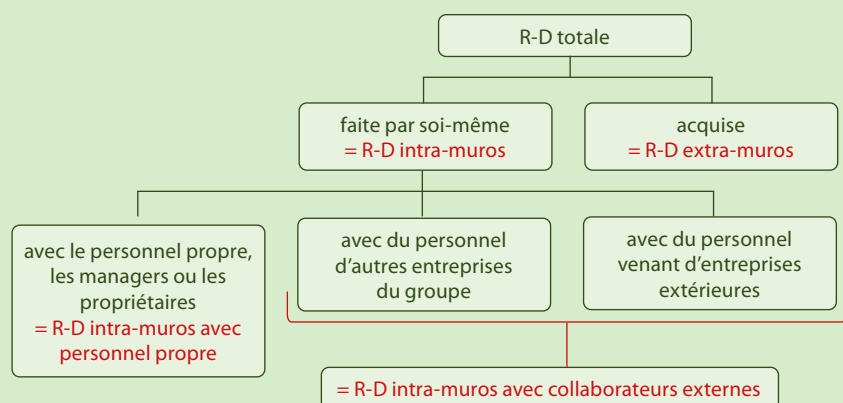 R-D totale
faite par soi-même
= R-D intra-muros
acquise
= R-D extra-muros
avec le personnel propre,
les managers ou les
propriétaires
= R-D intra-muros avec
personnel propre
avec du personnel
d'autres entreprises
du groupe
avec du personnel
venant d'entreprises
extérieures
= R-D intra-muros avec collaborateurs externes